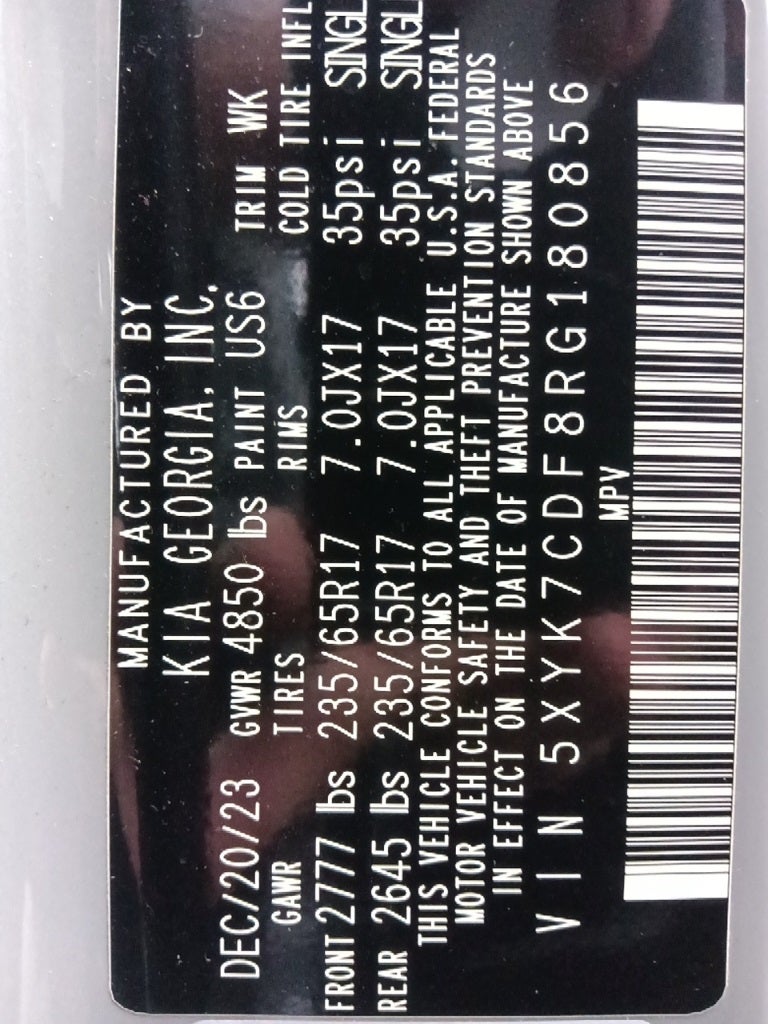 MANUFACTURED BY
KIA GEORGIA, INC.
DEC/20/23 GVWR 4850 lbs PAINT US6 TRIM WK
GAWR TIRES RIMS COLD TIRE INFL
FRONT 2777 lbs 235/65R17 7.0JX17 35psi SINGL
REAR 2645 lbs 235/65R17 7.0JX17 35psi SINGL
THIS VEHICLE CONFORMS TO ALL APPLICABLE U.S.A. FEDERAL
MOTOR VEHICLE SAFETY AND THEFT PREVENTION STANDARDS
IN EFFECT ON THE DATE OF MANUFACTURE SHOWN ABOVE
VIN 5XYK7CDF8RG180856
MPV